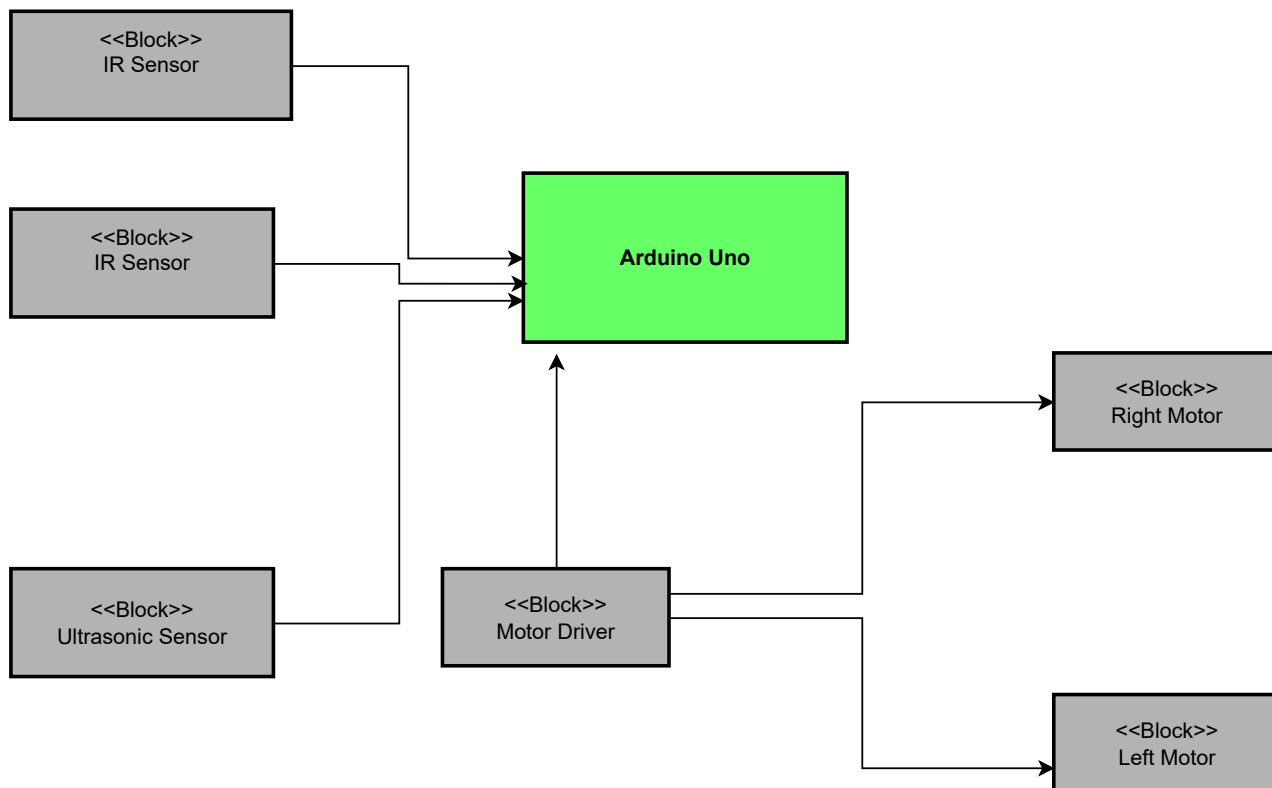 <<Block>>
IR Sensor
<<Block>>
IR Sensor
Arduino Uno
<<Block>>
Right Motor
<<Block>>
Ultrasonic Sensor
<<Block>>
Motor Driver
<<Block>>
Left Motor